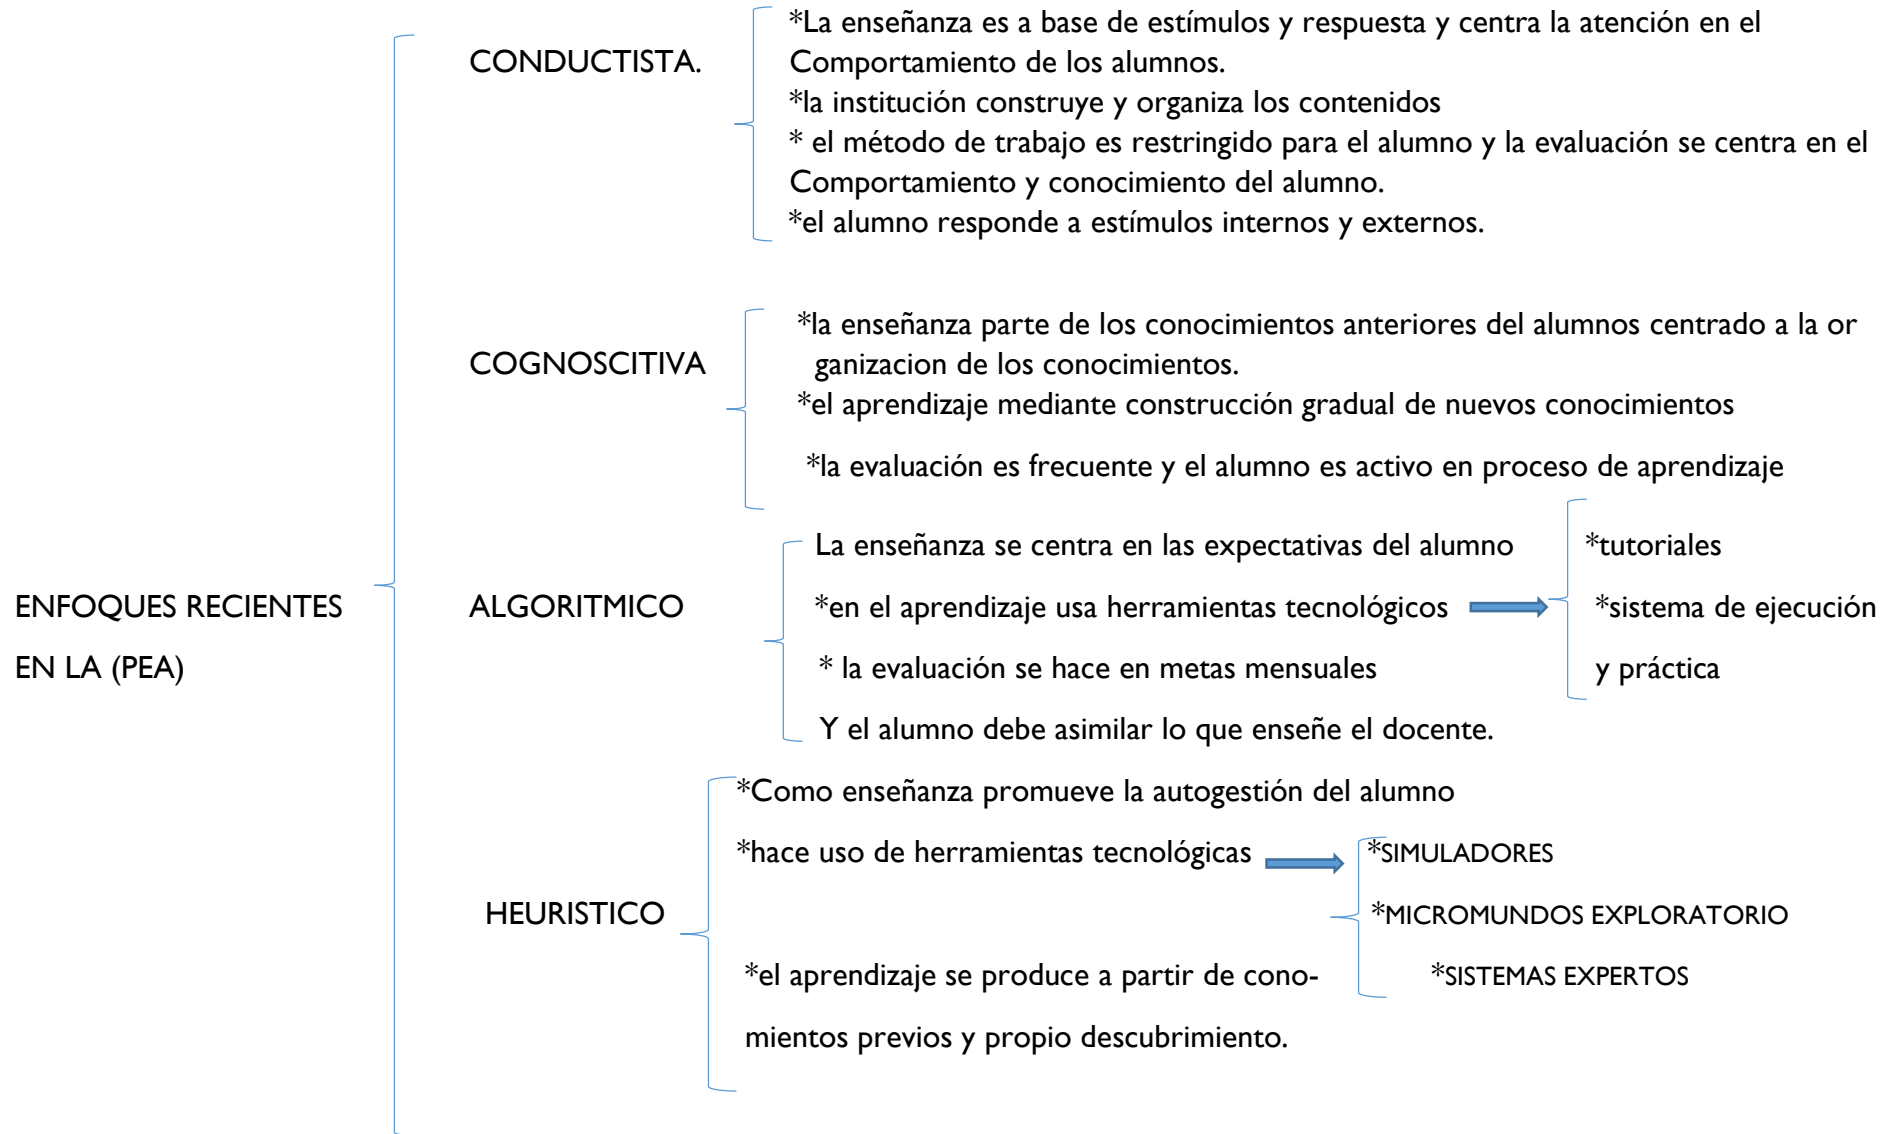 *La enseñanza es a base de estímulos y respuesta y centra la atención en el
CONDUCTISTA.
Comportamiento de los alumnos.
*la institución construye y organiza los contenidos
* el método de trabajo es restringido para el alumno y la evaluación se centra en el
Comportamiento y conocimiento del alumno.
*el alumno responde a estímulos internos y externos.
*la enseñanza parte de los conocimientos anteriores del alumnos centrado a la or
COGNOSCITIVA
ganizacion de los conocimientos.
*el aprendizaje mediante construcción gradual de nuevos conocimientos
*la evaluación es frecuente y el alumno es activo en proceso de aprendizaje
La enseñanza se centra en las expectativas del alumno
*tutoriales
ENFOQUES RECIENTES
ALGORITMICO
*en el aprendizaje usa herramientas tecnológicos
*sistema de ejecución
EN LA (PEA)
* la evaluación se hace en metas mensuales
y práctica
Y el alumno debe asimilar lo que enseñe el docente.
*Como enseñanza promueve la autogestión del alumno
*hace uso de herramientas tecnológicas
*SIMULADORES
HEURISTICO
*MICROMUNDOS EXPLORATORIO
*el aprendizaje se produce a partir de cono-
*SISTEMAS EXPERTOS
mientos previos y propio descubrimiento.